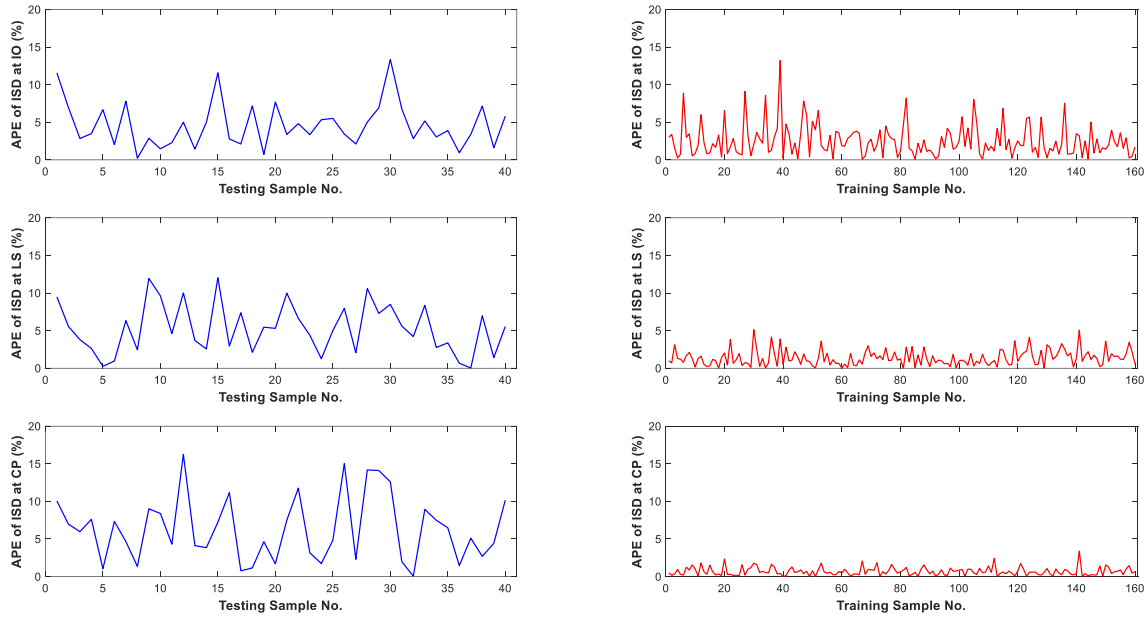 APE of ISD at IO (%)
20
15
10
5
0
0 5 10 15 20 25 30 35 40
Testing Sample No.
APE of ISD at IO (%)
20
15
10
5
0
0 20 40 60 80 100 120 140 160
Training Sample No.
APE of ISD at LS (%)
20
15
10
5
0
0 5 10 15 20 25 30 35 40
Testing Sample No.
APE of ISD at LS (%)
20
15
10
5
0
0 20 40 60 80 100 120 140 160
Training Sample No.
APE of ISD at CP (%)
20
15
10
5
0
0 5 10 15 20 25 30 35 40
Testing Sample No.
APE of ISD at CP (%)
20
15
10
5
0
0 20 40 60 80 100 120 140 160
Training Sample No.